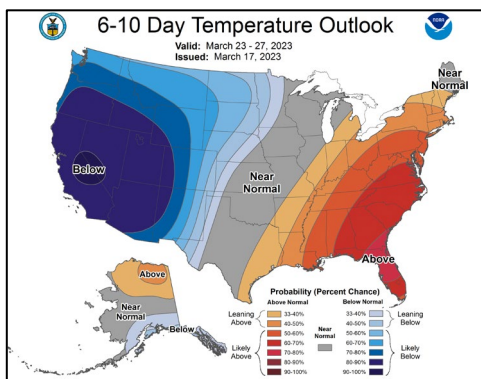 6-10 Day Temperature Outlook
Valid: March 23 - 27, 2023
Issued: March 17, 2023
NOAA
Near
Normal
Below
Near
Normal
Above
Above
Near
Normal
Below
Probability (Percent Chance)
Above Normal
Below Normal
Leaning
Above
33-40%
40-50%
Near
Normal
33-40%
40-50%
Leaning
Below
Likely
Above
50-60%
60-70%
70-80%
80-90%
90-100%
50-60%
60-70%
70-80%
80-90%
90-100%
Likely
Below